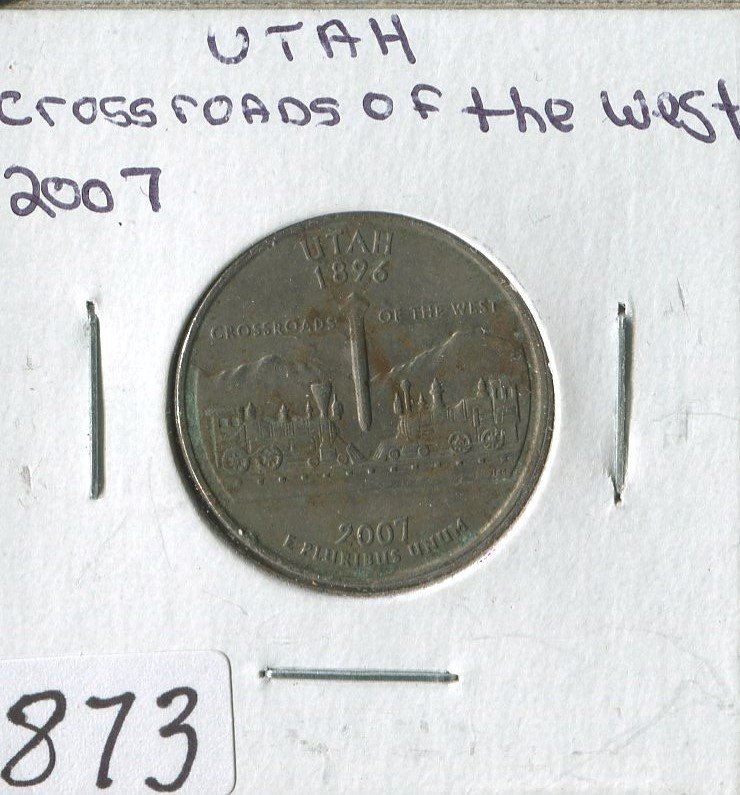 UTAH
Crossroads of the West
2007
UTAH
1896
CROSSROADS OF THE WEST
2007
E PLURIBUS UNUM
873